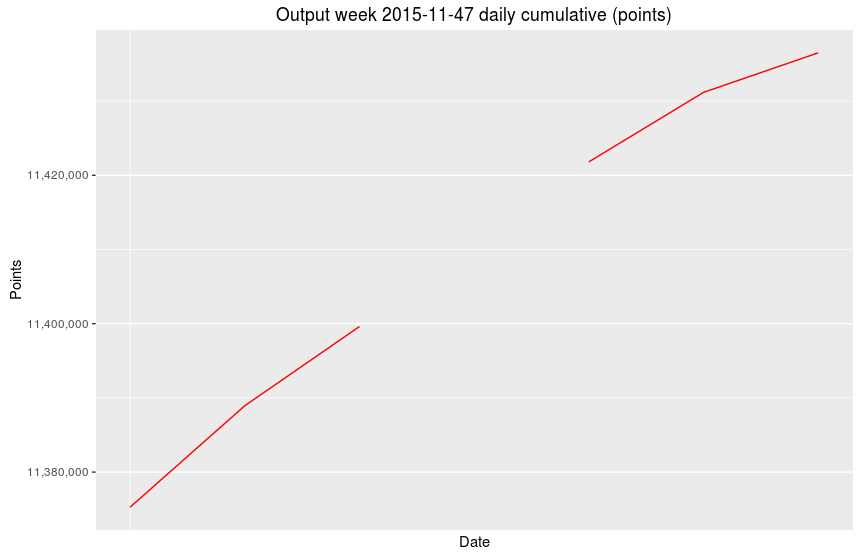 Output week 2015-11-47 daily cumulative (points)
11,420,000
11,400,000
11,380,000
Points
Date